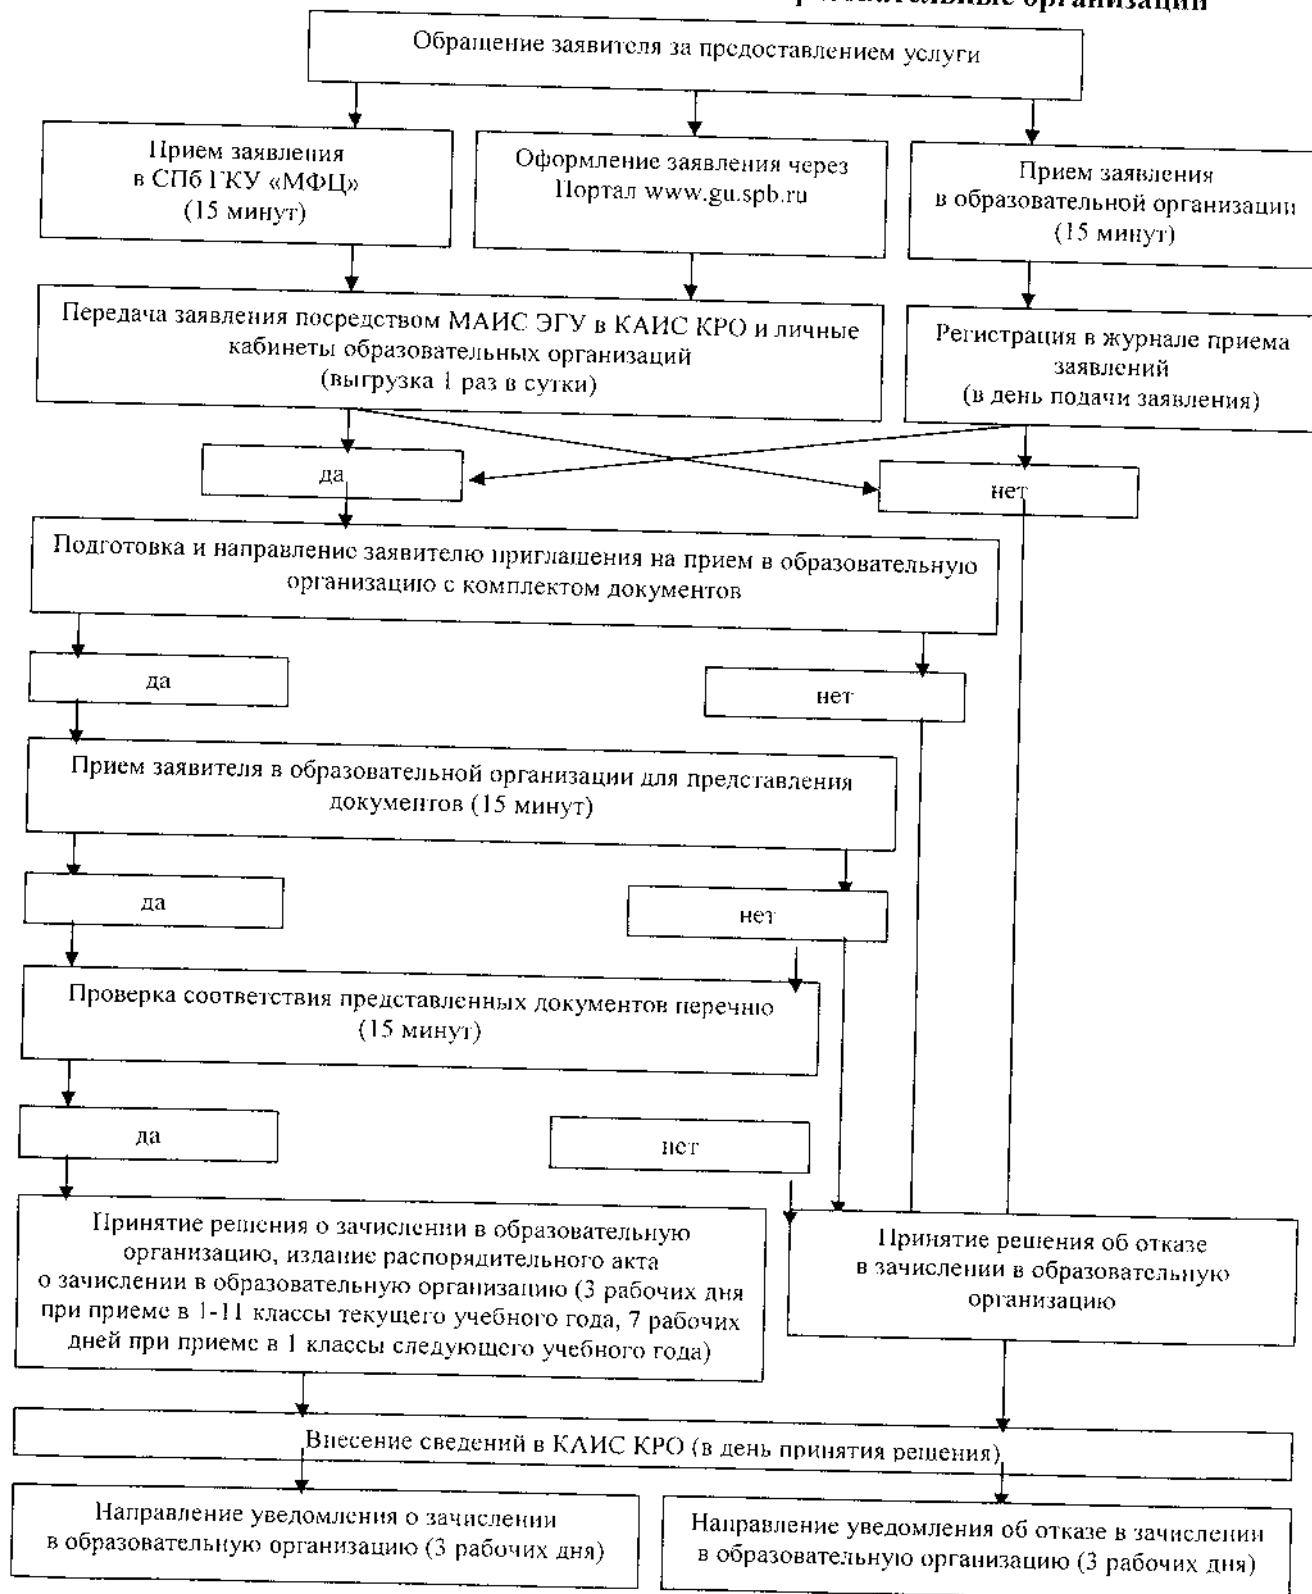 организации
Обращение заявителя за предоставлением услуги
Прием заявления
в СПб ГКУ «МФЦ»
(15 минут)
Оформление заявления через
Портал www.gu.spb.ru
Прием заявления
в образовательной организации
(15 минут)
Передача заявления посредством МАИС ЭГУ в КАИС КРО и личные
кабинеты образовательных организаций
(выгрузка 1 раз в сутки)
Регистрация в журнале приема
заявлений
(в день подачи заявления)
да
нет
Подготовка и направление заявителю приглашения на прием в образовательную
организацию с комплектом документов
да
нет
Прием заявителя в образовательной организации для представления
документов (15 минут)
да
нет
Проверка соответствия представленных документов перечню
(15 минут)
да
нет
Принятие решения о зачислении в образовательную
организацию, издание распорядительного акта
о зачислении в образовательную организацию (3 рабочих дня
при приеме в 1-11 классы текущего учебного года, 7 рабочих
дней при приеме в 1 классы следующего учебного года)
Принятие решения об отказе
в зачислении в образовательную
организацию
Внесение сведений в КАИС КРО (в день принятия решения)
Направление уведомления о зачислении
в образовательную организацию (3 рабочих дня)
Направление уведомления об отказе в зачислении
в образовательную организацию (3 рабочих дня)